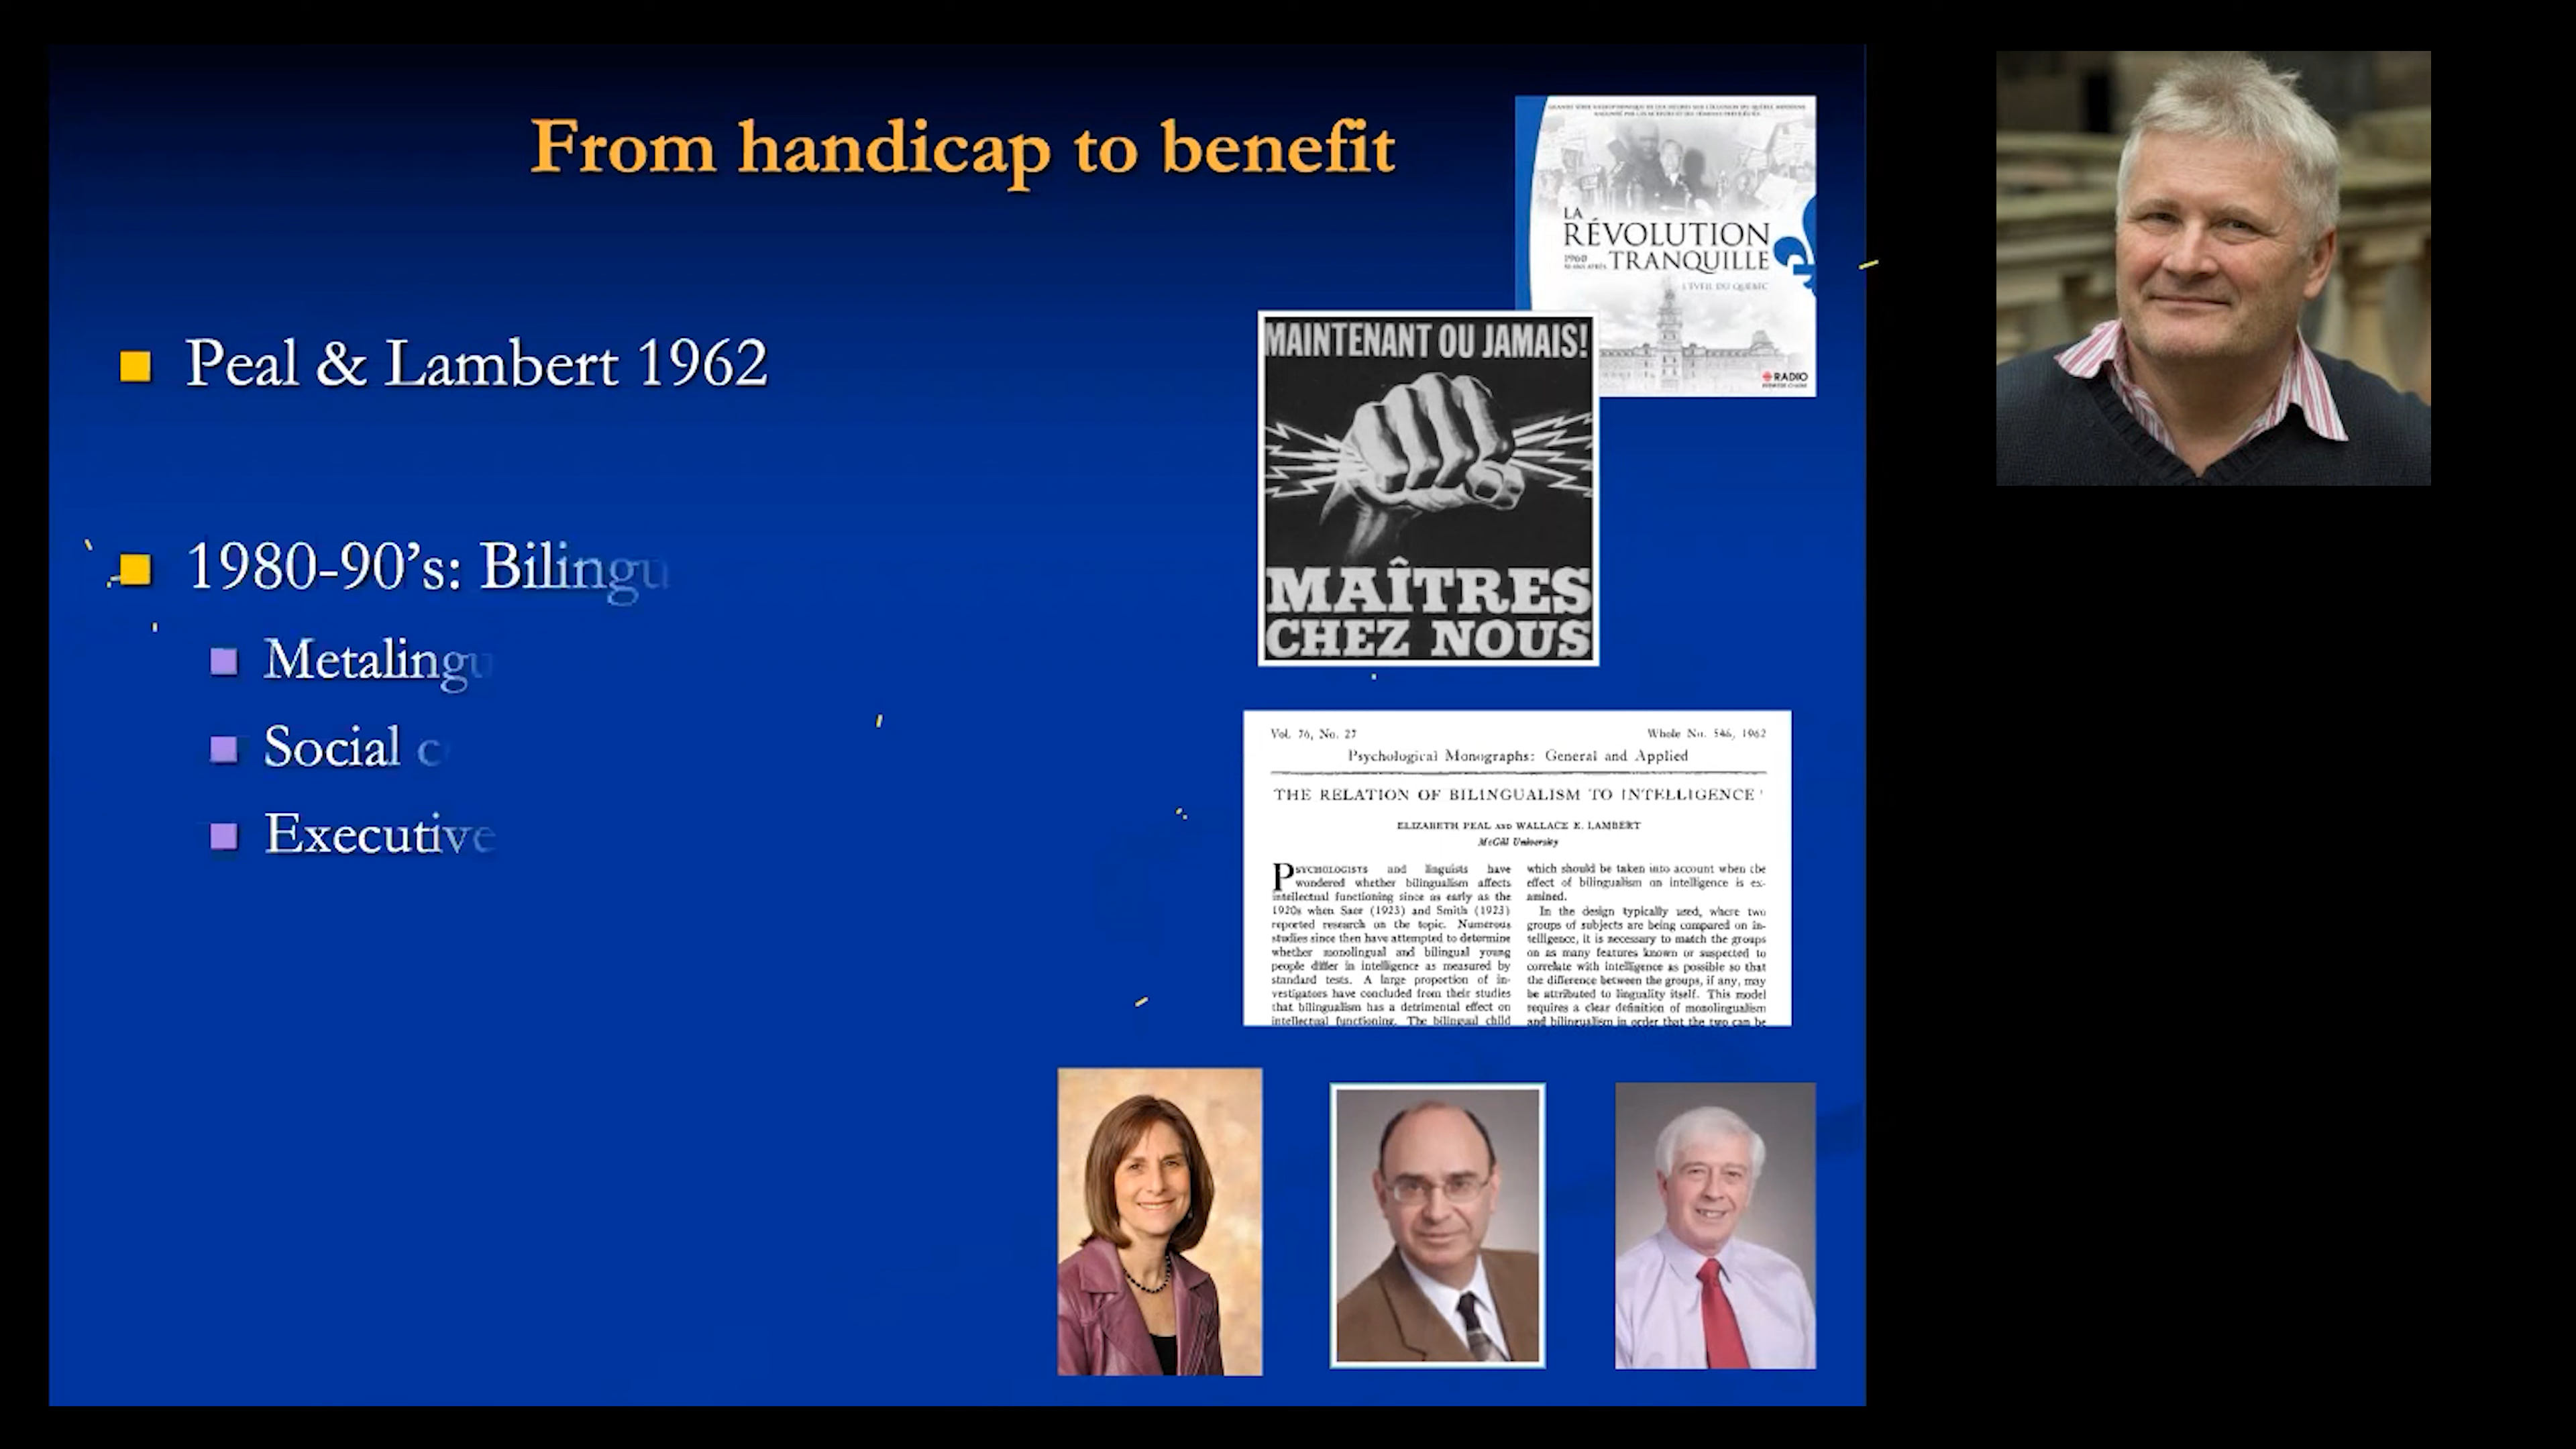 From handicap to benefit
Peal & Lambert 1962
1980-90's: Bilingu
Metalingu
Social c
Executive
LA
RÉVOLUTION
1960
TRANQUILLE
L'ÉVEIL DU QUÉBEC
RADIO
MAINTENANT OU JAMAIS!
MAÎTRES
CHEZ NOUS
Vol. 76, No. 27
Whole No. 546, 1962
Psychological Monographs: General and Applied
THE RELATION OF BILINGUALISM TO INTELLIGENCE¹
ELIZABETH PEAL AND WALLACE E. LAMBERT
McGill University
PSYCHOLOGISTS and linguists have
wondered whether bilingualism affects
intellectual functioning since as early as the
1920s when Saer (1923) and Smith (1923)
reported research on the topic. Numerous
studies since then have attempted to determine
whether monolingual and bilingual young
people differ in intelligence as measured by
standard tests. A large proportion of in-
vestigators have concluded from their studies
that bilingualism has a detrimental effect on
intellectual functioning. The bilingual child
which should be taken into account when the
effect of bilingualism on intelligence is ex-
amined.
In the design typically used, where two
groups of subjects are being compared on in-
telligence, it is necessary to match the groups
on as many features known or suspected to
correlate with intelligence as possible so that
the difference between the groups, if any, may
be attributed to linguality itself. This model
requires a clear definition of monolingualism
and bilingualism in order that the two can be